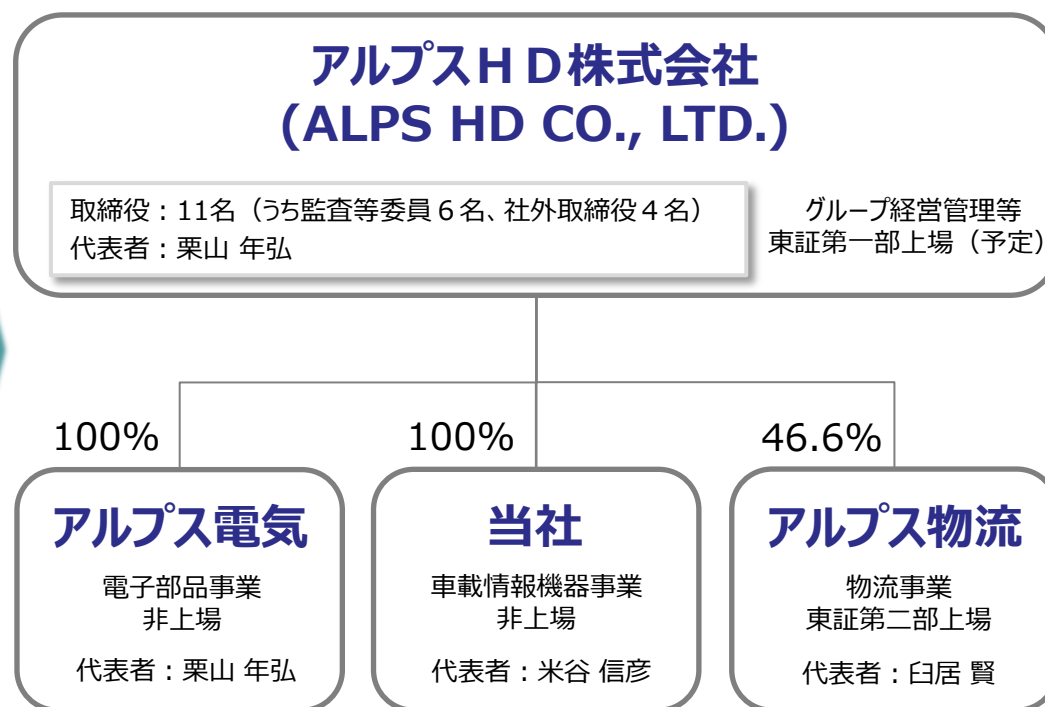 アルプスＨＤ株式会社
(ALPS HD CO., LTD.)
取締役：11名（うち監査等委員６名、社外取締役４名）
代表者：栗山 年弘
グループ経営管理等
東証第一部上場（予定）
100%
100%
46.6%
アルプス電気
電子部品事業
非上場
代表者：栗山 年弘
当社
車載情報機器事業
非上場
代表者：米谷 信彦
アルプス物流
物流事業
東証第二部上場
代表者：臼居 賢